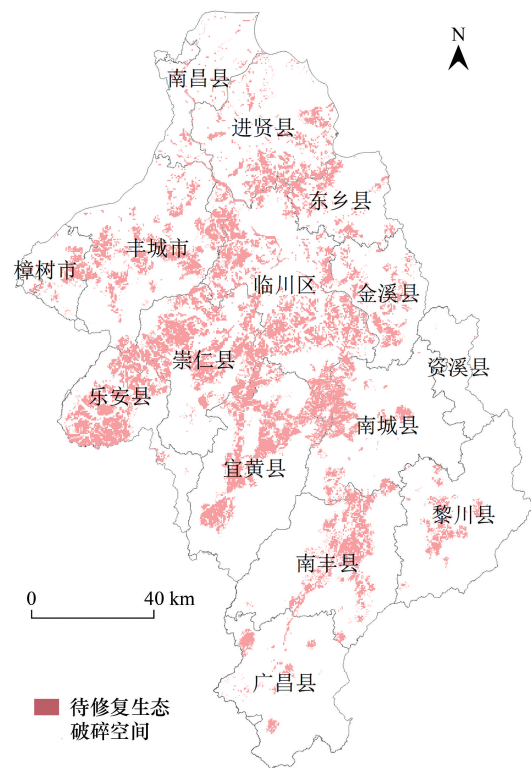 N
南昌县
进贤县
东乡县
丰城市
樟树市
临川区
金溪县
崇仁县
资溪县
乐安县
南城县
宜黄县
黎川县
南丰县
0 40 km
广昌县
待修复生态
破碎空间